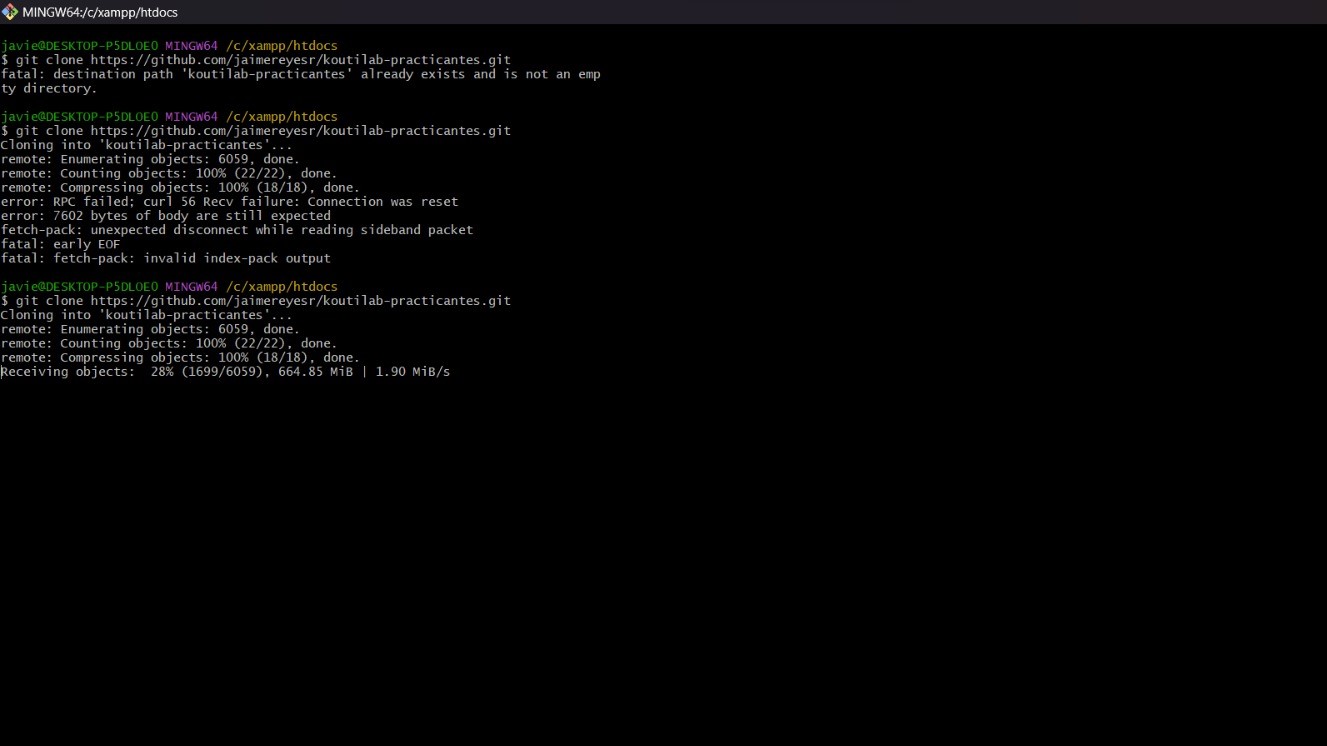 MINGW64:/c/xampp/htdocs
javie@DESKTOP-P5DLOEO MINGW64 /c/xampp/htdocs
$ git clone https://github.com/jaimereyesr/koutilab-practicantes.git
fatal: destination path 'koutilab-practicantes' already exists and is not an emp
ty directory.
javie@DESKTOP-P5DLOEO MINGW64 /c/xampp/htdocs
$ git clone https://github.com/jaimereyesr/koutilab-practicantes.git
Cloning into 'koutilab-practicantes'...
remote: Enumerating objects: 6059, done.
remote: Counting objects: 100% (22/22), done.
remote: Compressing objects: 100% (18/18), done.
error: RPC failed; curl 56 Recv failure: Connection was reset
error: 7602 bytes of body are still expected
fetch-pack: unexpected disconnect while reading sideband packet
fatal: early EOF
fatal: fetch-pack: invalid index-pack output
javie@DESKTOP-P5DLOEO MINGW64 /c/xampp/htdocs
$ git clone https://github.com/jaimereyesr/koutilab-practicantes.git
Cloning into 'koutilab-practicantes'...
remote: Enumerating objects: 6059, done.
remote: Counting objects: 100% (22/22), done.
remote: Compressing objects: 100% (18/18), done.
Receiving objects:  28% (1699/6059), 664.85 MiB | 1.90 MiB/s